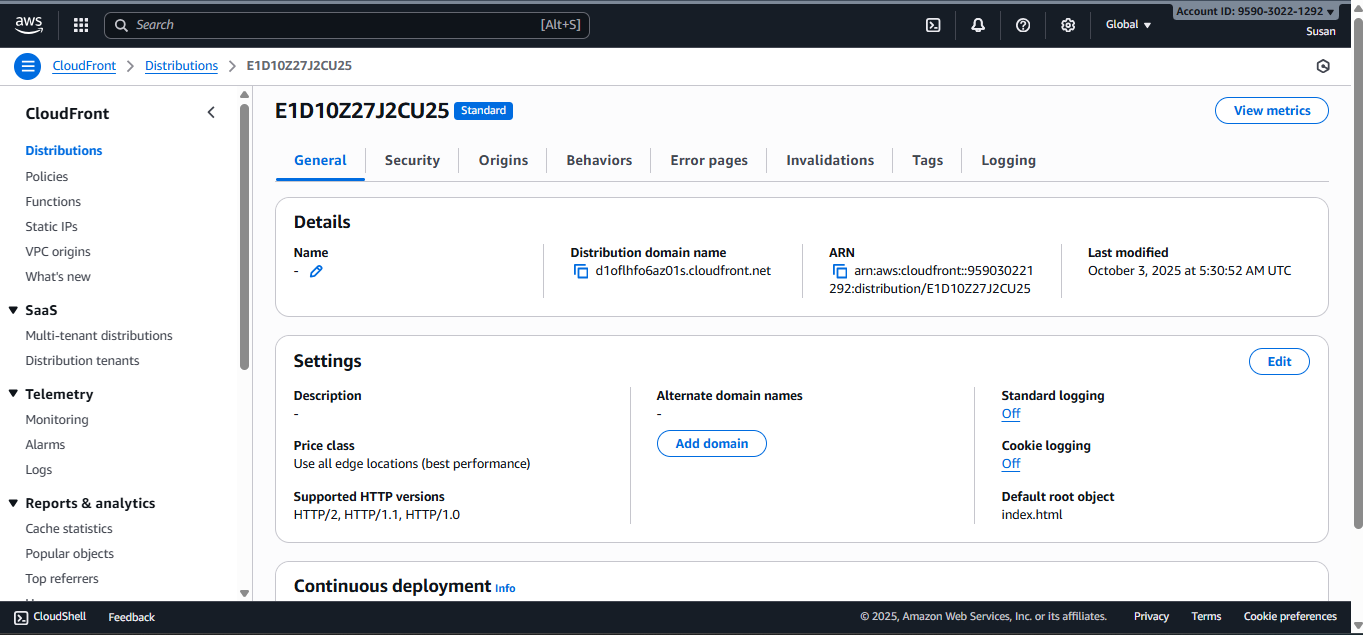 aws
Search [Alt+S]
Global
Account ID: 9590-3022-1292
Susan
CloudFront
Distributions
E1D10Z27J2CU25
CloudFront
Distributions
Policies
Functions
Static IPs
VPC origins
What's new
SaaS
Multi-tenant distributions
Distribution tenants
Telemetry
Monitoring
Alarms
Logs
Reports & analytics
Cache statistics
Popular objects
Top referrers
E1D10Z27J2CU25 Standard
View metrics
General Security Origins Behaviors Error pages Invalidations Tags Logging
Details
Name
-
Distribution domain name
d1oflhfo6az01s.cloudfront.net
ARN
arn:aws:cloudfront::959030221
292:distribution/E1D10Z27J2CU25
Last modified
October 3, 2025 at 5:30:52 AM UTC
Settings
Edit
Description
-
Price class
Use all edge locations (best performance)
Supported HTTP versions
HTTP/2, HTTP/1.1, HTTP/1.0
Alternate domain names
-
Add domain
Standard logging
Off
Cookie logging
Off
Default root object
index.html
Continuous deployment Info
CloudShell Feedback
© 2025, Amazon Web Services, Inc. or its affiliates. Privacy Terms Cookie preferences